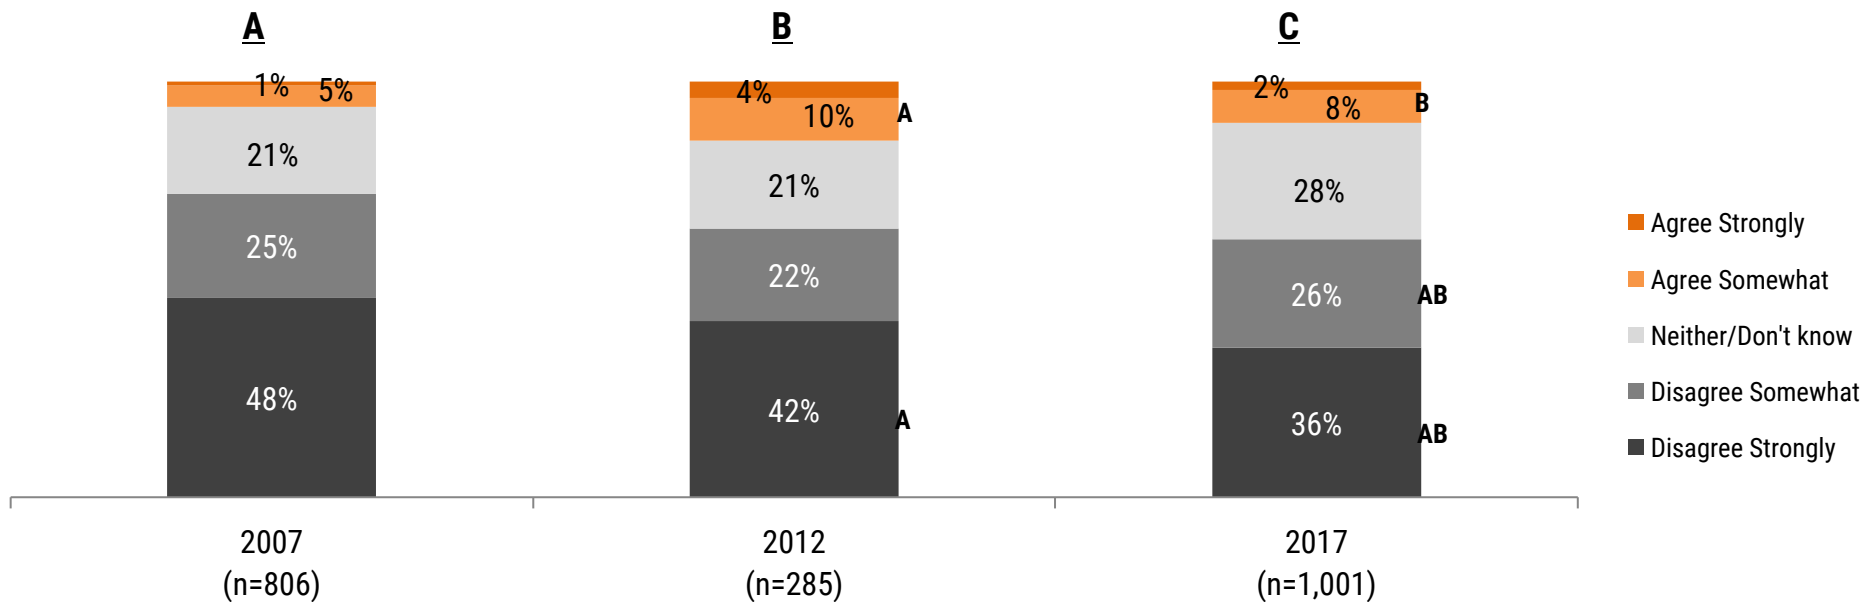 A
B
C
1%
5%
4%
10%
A
2%
8%
B
21%
21%
28%
25%
22%
26%
AB
48%
42%
A
36%
AB
Agree Strongly
Agree Somewhat
Neither/Don't know
Disagree Somewhat
Disagree Strongly
2007
(n=806)
2012
(n=285)
2017
(n=1,001)